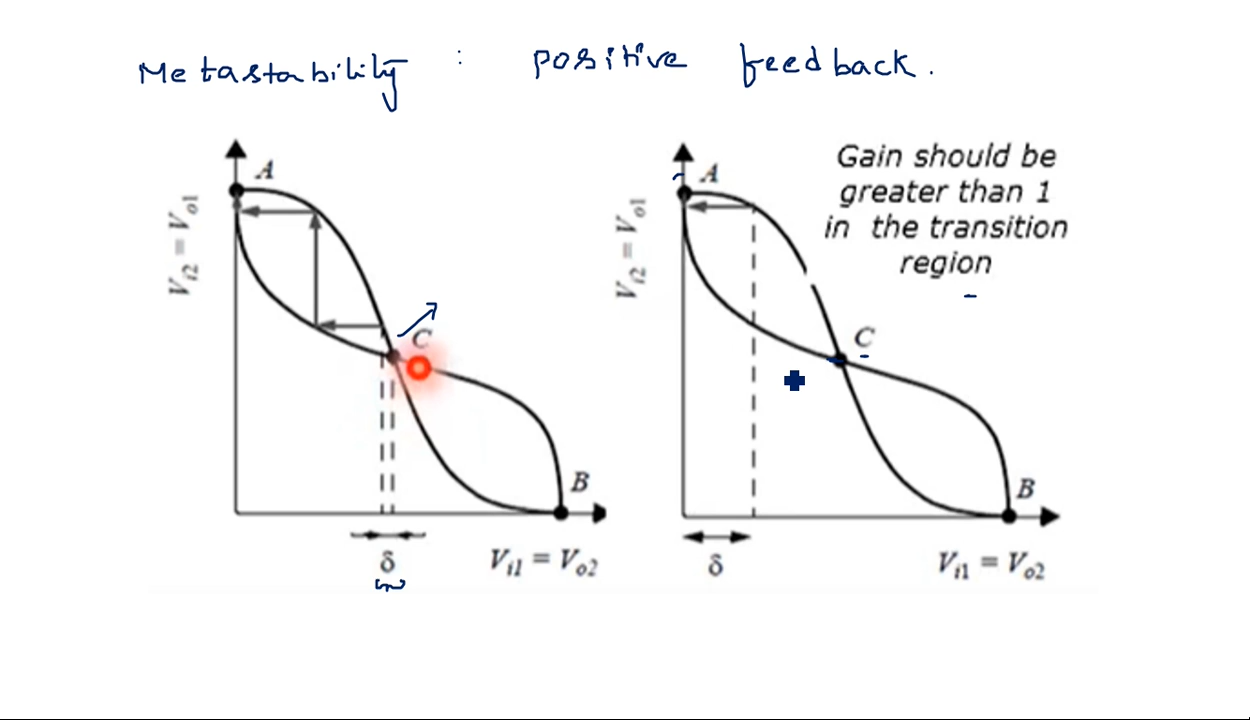 Metastability : positive feedback.
A
V_i2 = V_o1
C
B
δ
V_i1 = V_o2
A
V_i2 = V_o1
Gain should be
greater than 1
in the transition
region
C
B
δ
V_i1 = V_o2